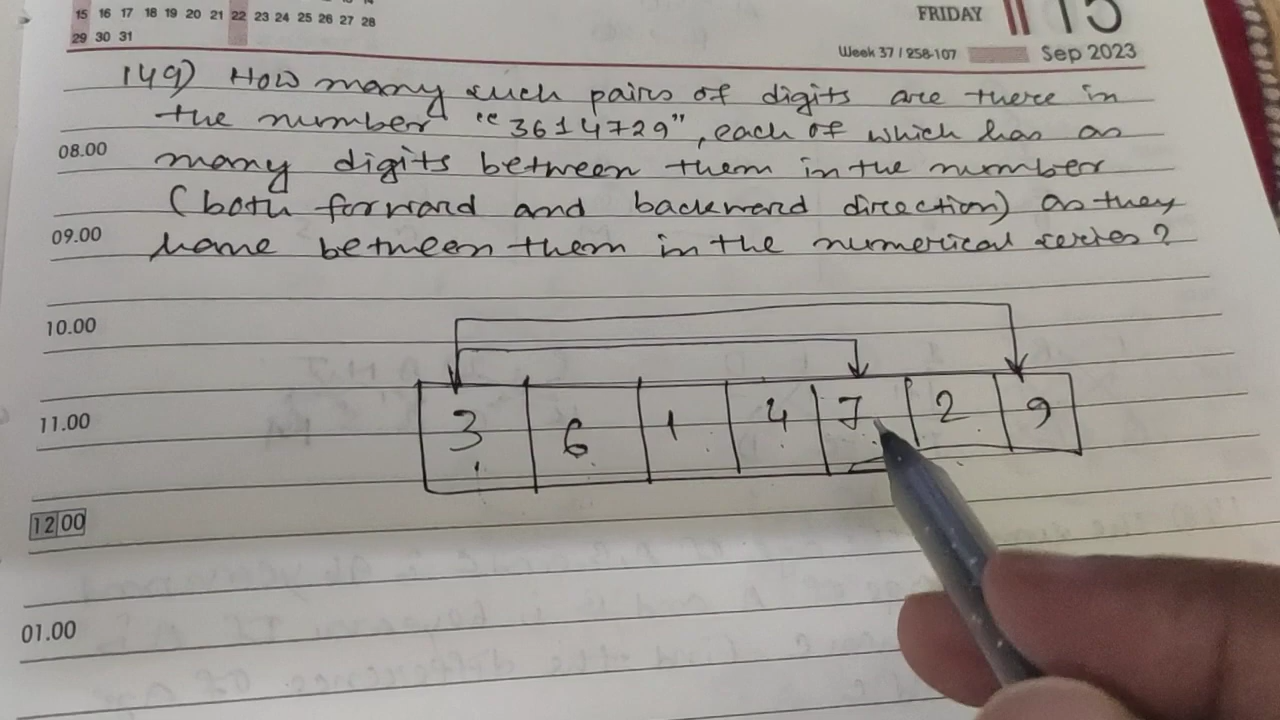 15 16 17 18 19 20 21 22 23 24 25 26 27 28
29 30 31
FRIDAY 15
Week 37 / 258-107 Sep 2023
149) How many such pairs of digits are there in
the number "3614729", each of which has as
08.00 many digits between them in the number
(both forward and backward direction) as they
09.00 have between them in the numerical series?
10.00
11.00 3 6 1 4 7 2 9
12 00
01.00